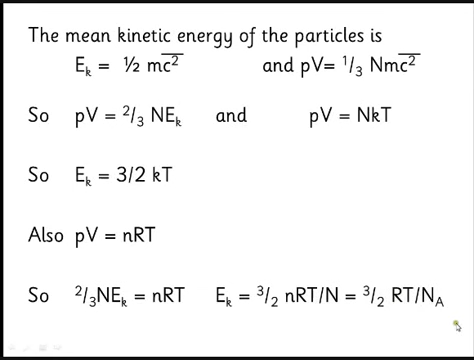 The mean kinetic energy of the particles is
Eₖ = ½ mc̅²̅ and pV= ¹/₃ Nmc̅²̅
So pV = ²/₃ NEₖ and pV = NkT
So Eₖ = 3/2 kT
Also pV = nRT
So ²/₃NEₖ = nRT Eₖ = ³/₂ nRT/N = ³/₂ RT/N_A